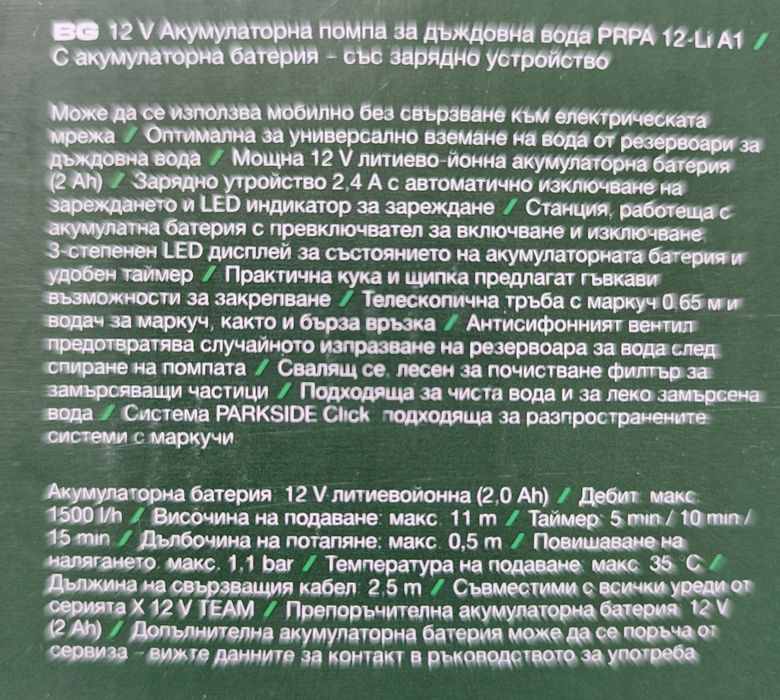 BG 12 V Акумулаторна помпа за дъждовна вода PRPA 12-Li A1 /
С акумулаторна батерия – със зарядно устройство
Може да се използва мобилно без свързване към електрическата
мрежа / Оптимална за универсално вземане на вода от резервоари за
дъждовна вода / Мощна 12 V литиево-йонна акумулаторна батерия
(2 Ah) / Зарядно утройство 2,4 А с автоматично изключване на
зареждането и LED индикатор за зареждане / Станция, работеща с
акумулатна батерия с превключвател за включване и изключване,
3-степенен LED дисплей за състоянието на акумулаторната батерия и
удобен таймер / Практична кука и щипка предлагат гъвкави
възможности за закрепване / Телескопична тръба с маркуч 0,65 м и
водач за маркуч, както и бърза връзка / Антисифонният вентил
предотвратява случайното изпразване на резервоара за вода след
спиране на помпата / Свалящ се, лесен за почистване филтър за
замърсяващи частици / Подходяща за чиста вода и за леко замърсена
вода / Система PARKSIDE Click, подходяща за разпространените
системи с маркучи
Акумулаторна батерия: 12 V литиевойонна (2,0 Ah) / Дебит: макс.
1500 l/h / Височина на подаване: макс. 11 m / Таймер: 5 min / 10 min /
15 min / Дълбочина на потапяне: макс. 0,5 m / Повишаване на
налягането: макс. 1,1 bar / Температура на подаване: макс. 35 °C /
Дължина на свързващия кабел: 2,5 m / Съвместими с всички уреди от
серията X 12 V TEAM / Препоръчителна акумулаторна батерия: 12 V
(2 Ah) / Допълнителна акумулаторна батерия може да се поръча от
сервиза – вижте данните за контакт в ръководството за употреба